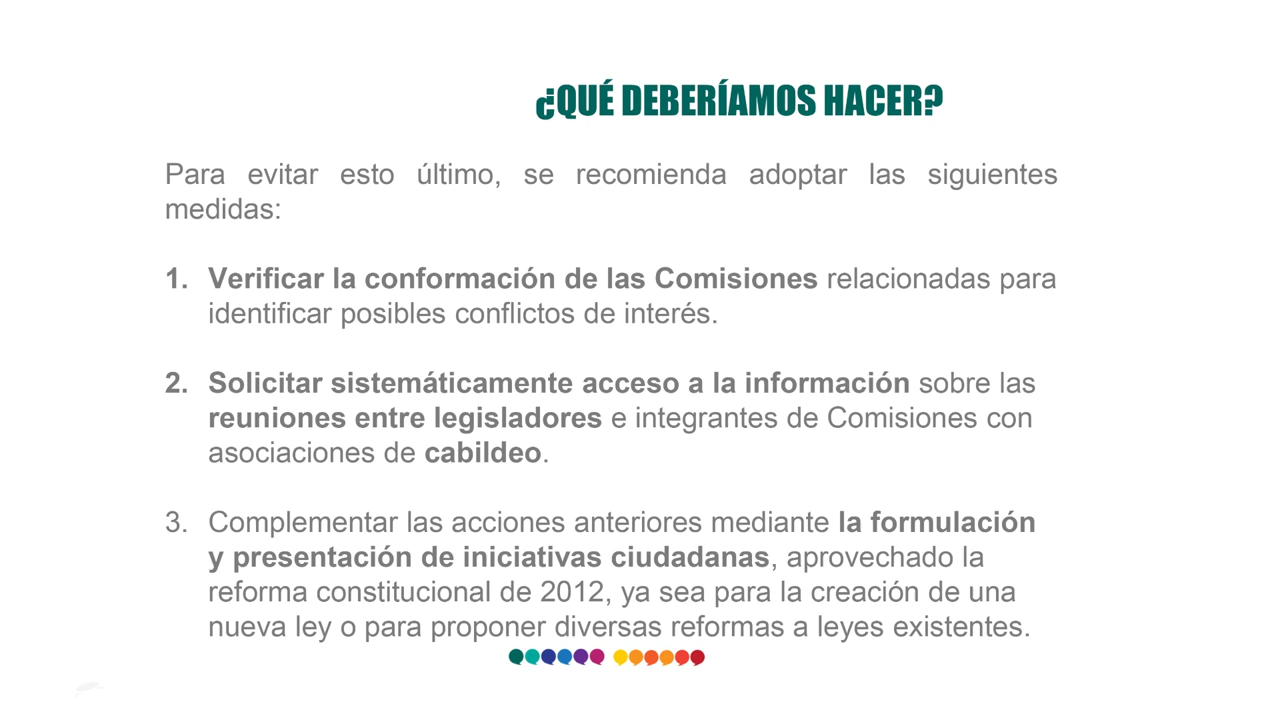 ¿QUÉ DEBERÍAMOS HACER?
Para evitar esto último, se recomienda adoptar las siguientes
medidas:
1. Verificar la conformación de las Comisiones relacionadas para
identificar posibles conflictos de interés.
2. Solicitar sistemáticamente acceso a la información sobre las
reuniones entre legisladores e integrantes de Comisiones con
asociaciones de cabildeo.
3. Complementar las acciones anteriores mediante la formulación
y presentación de iniciativas ciudadanas, aprovechado la
reforma constitucional de 2012, ya sea para la creación de una
nueva ley o para proponer diversas reformas a leyes existentes.